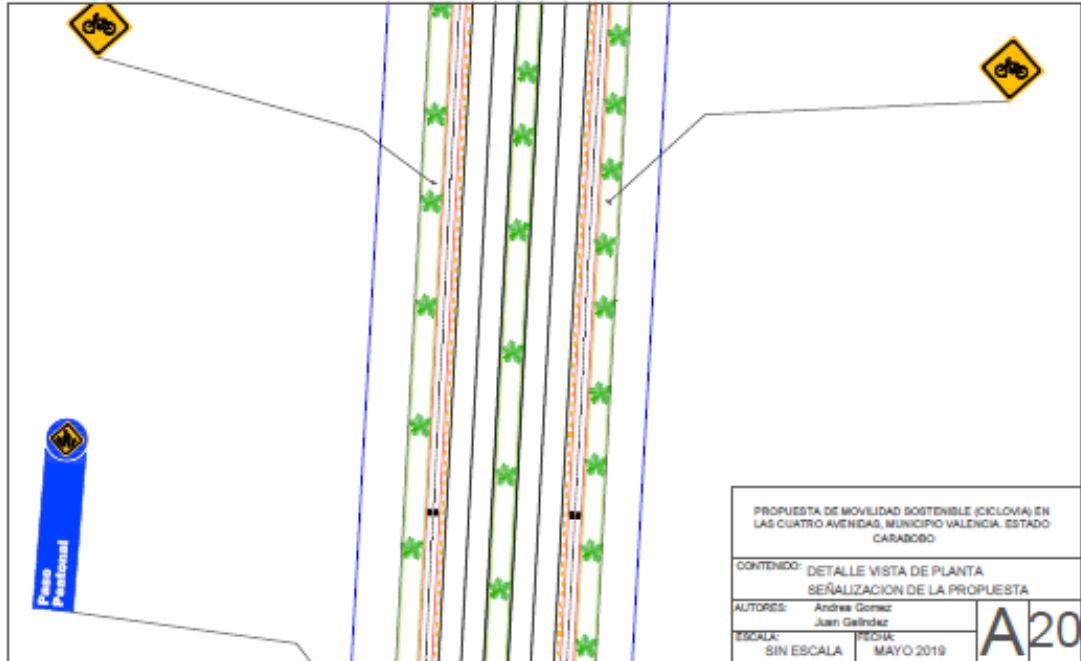 Paso
Peatonal
PROPUESTA DE MOVILIDAD SOSTENIBLE (CICLOVIA) EN
LAS CUATRO AVENIDAS, MUNICIPIO VALENCIA. ESTADO
CARABOBO
CONTENIDO: DETALLE VISTA DE PLANTA
SEÑALIZACION DE LA PROPUESTA
AUTORES: Andrea Gomez
Juan Galindez
ESCALA: SIN ESCALA
FECHA: MAYO 2019
A 20